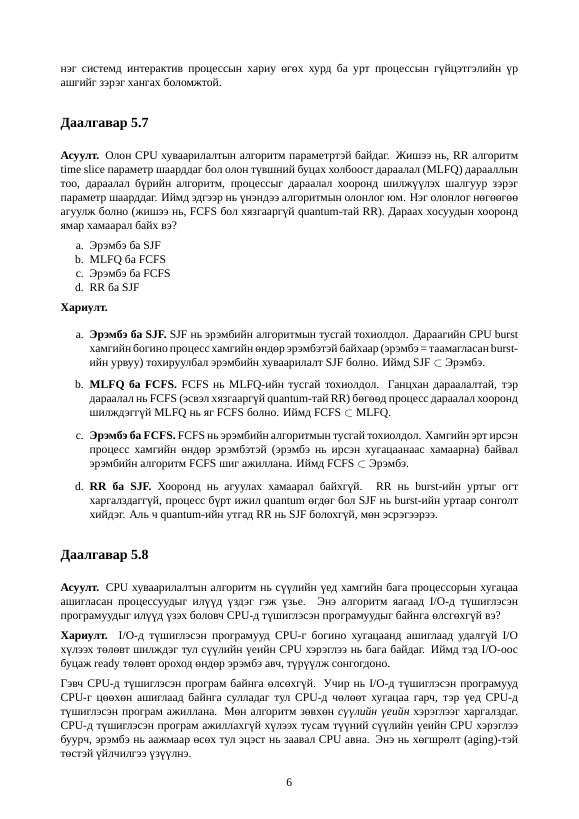 нэг системд интерактив процессын хариу өгөх хурд ба урт процессын гүйцэтгэлийн үр
ашгийг зэрэг хангах боломжтой.
Даалгавар 5.7
Асуулт. Олон CPU хуваарилалтын алгоритм параметртэй байдаг. Жишээ нь, RR алгоритм
time slice параметр шаарддаг бол олон түвшний буцах холбоост дараалал (MLFQ) дарааллын
тоо, дараалал бүрийн алгоритм, процессыг дараалал хооронд шилжүүлэх шалгуур зэрэг
параметр шаарддаг. Иймд эдгээр нь үнэндээ алгоритмын олонлог юм. Нэг олонлог нөгөөгөө
агуулж болно (жишээ нь, FCFS бол хязгааргүй quantum-тай RR). Дараах хосуудын хооронд
ямар хамаарал байх вэ?
a. Эрэмбэ ба SJF
b. MLFQ ба FCFS
c. Эрэмбэ ба FCFS
d. RR ба SJF
Хариулт.
a. Эрэмбэ ба SJF. SJF нь эрэмбийн алгоритмын тусгай тохиолдол. Дараагийн CPU burst
хамгийн богино процесс хамгийн өндөр эрэмбэтэй байхаар (эрэмбэ = таамагласан burst-
ийн урвуу) тохируулбал эрэмбийн хуваарилалт SJF болно. Иймд SJF ⊂ Эрэмбэ.
b. MLFQ ба FCFS. FCFS нь MLFQ-ийн тусгай тохиолдол. Ганцхан дараалалтай, тэр
дараалал нь FCFS (эсвэл хязгааргүй quantum-тай RR) бөгөөд процесс дараалал хооронд
шилждэггүй MLFQ нь яг FCFS болно. Иймд FCFS ⊂ MLFQ.
c. Эрэмбэ ба FCFS. FCFS нь эрэмбийн алгоритмын тусгай тохиолдол. Хамгийн эрт ирсэн
процесс хамгийн өндөр эрэмбэтэй (эрэмбэ нь ирсэн хугацаанаас хамаарна) байвал
эрэмбийн алгоритм FCFS шиг ажиллана. Иймд FCFS ⊂ Эрэмбэ.
d. RR ба SJF. Хооронд нь агуулах хамаарал байхгүй. RR нь burst-ийн уртыг огт
харгалздаггүй, процесс бүрт ижил quantum өгдөг бол SJF нь burst-ийн уртаар сонголт
хийдэг. Аль ч quantum-ийн утгад RR нь SJF болохгүй, мөн эсрэгээрээ.
Даалгавар 5.8
Асуулт. CPU хуваарилалтын алгоритм нь сүүлийн үед хамгийн бага процессорын хугацаа
ашигласан процессуудыг илүүд үздэг гэж үзье. Энэ алгоритм яагаад I/O-д түшиглэсэн
програмуудыг илүүд үзэх боловч CPU-д түшиглэсэн програмуудыг байнга өлсгөхгүй вэ?
Хариулт. I/O-д түшиглэсэн програмууд CPU-г богино хугацаанд ашиглаад удалгүй I/O
хүлээх төлөвт шилждэг тул сүүлийн үеийн CPU хэрэглээ нь бага байдаг. Иймд тэд I/O-оос
буцаж ready төлөвт ороход өндөр эрэмбэ авч, түрүүлж сонгогдоно.
Гэвч CPU-д түшиглэсэн програм байнга өлсөхгүй. Учир нь I/O-д түшиглэсэн програмууд
CPU-г цөөхөн ашиглаад байнга сулладаг тул CPU-д чөлөөт хугацаа гарч, тэр үед CPU-д
түшиглэсэн програм ажиллана. Мөн алгоритм зөвхөн сүүлийн үеийн хэрэглээг харгалздаг.
CPU-д түшиглэсэн програм ажиллахгүй хүлээх тусам түүний сүүлийн үеийн CPU хэрэглээ
буурч, эрэмбэ нь аажмаар өсөх тул эцэст нь заавал CPU авна. Энэ нь хөгшрөлт (aging)-тэй
төстэй үйлчилгээ үзүүлнэ.
6